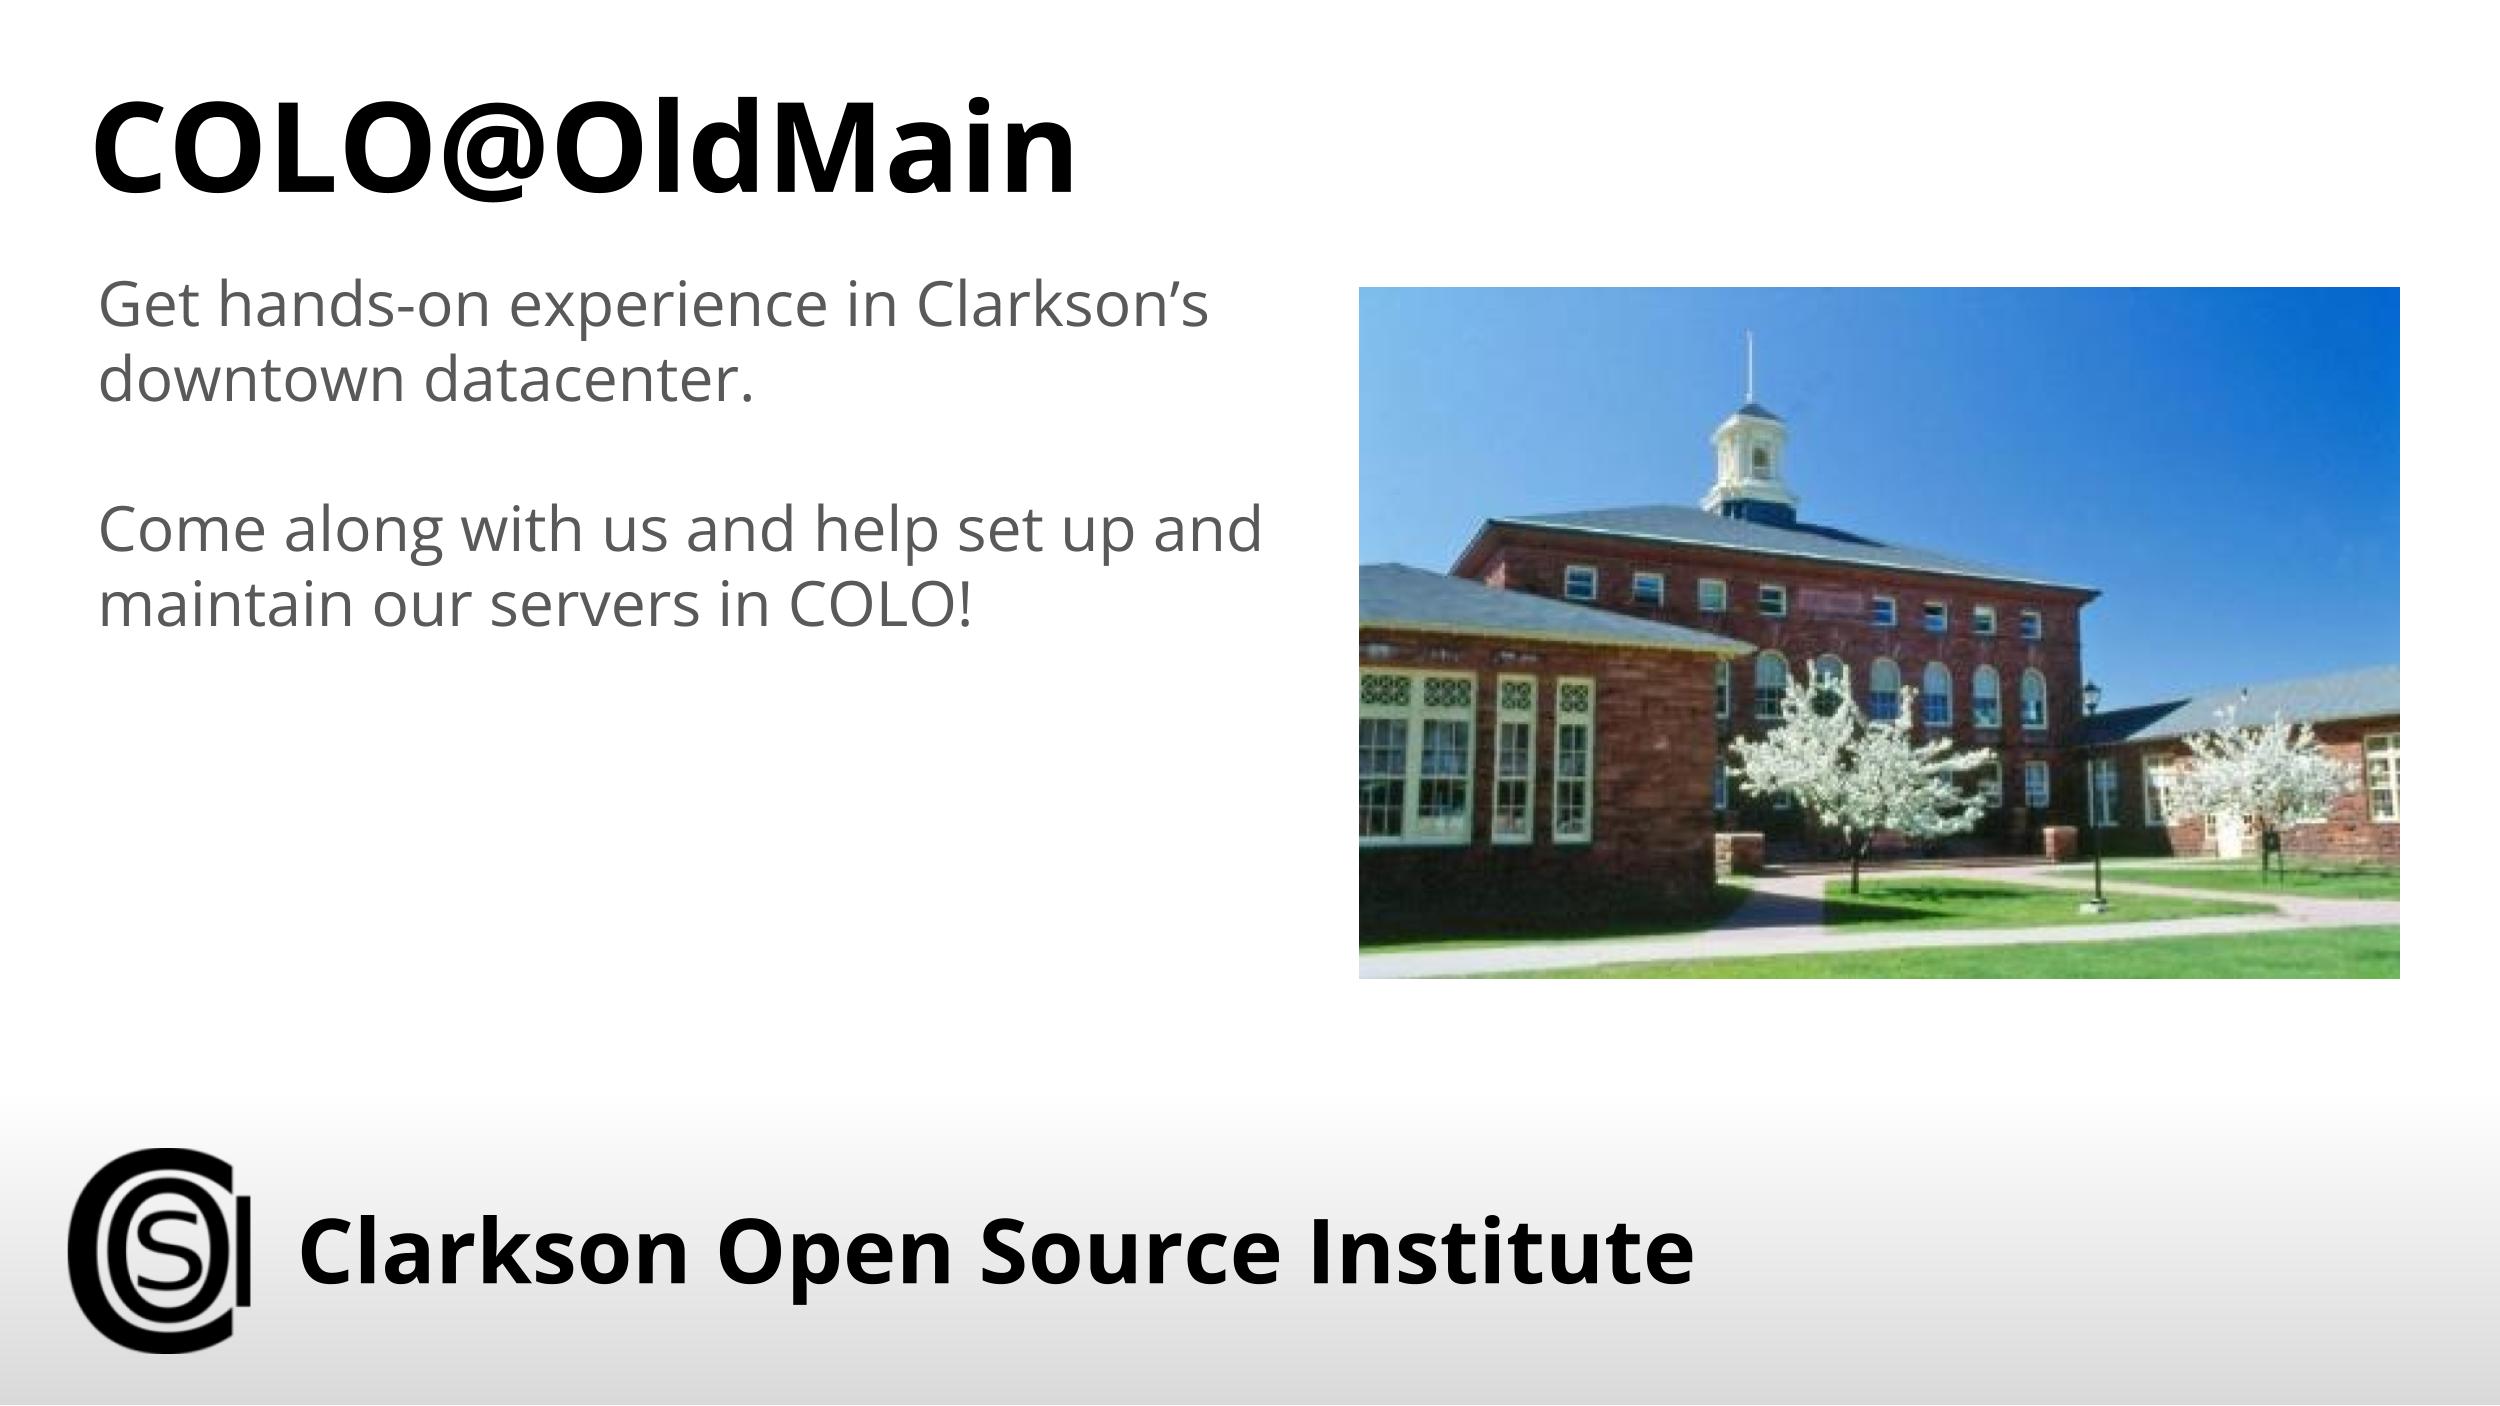 COLO@OldMain
Get hands-on experience in Clarkson’s
downtown datacenter.
Come along with us and help set up and
maintain our servers in COLO!
COSI
Clarkson Open Source Institute